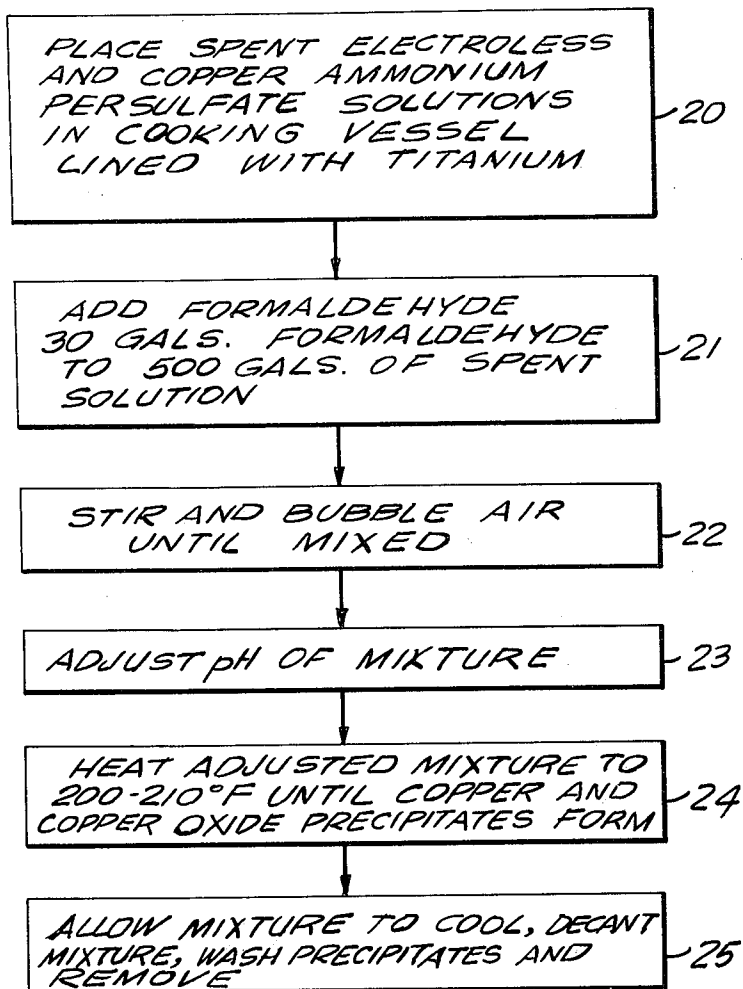 PLACE SPENT ELECTROLESS
AND COPPER AMMONIUM
PERSULFATE SOLUTIONS
IN COOKING VESSEL
LINED WITH TITANIUM
20
ADD FORMALDEHYDE
30 GALS. FORMALDEHYDE
TO 500 GALS. OF SPENT
SOLUTION
21
STIR AND BUBBLE AIR
UNTIL MIXED
22
ADJUST pH OF MIXTURE
23
HEAT ADJUSTED MIXTURE TO
200-210°F UNTIL COPPER AND
COPPER OXIDE PRECIPITATES FORM
24
ALLOW MIXTURE TO COOL, DECANT
MIXTURE, WASH PRECIPITATES AND
REMOVE
25